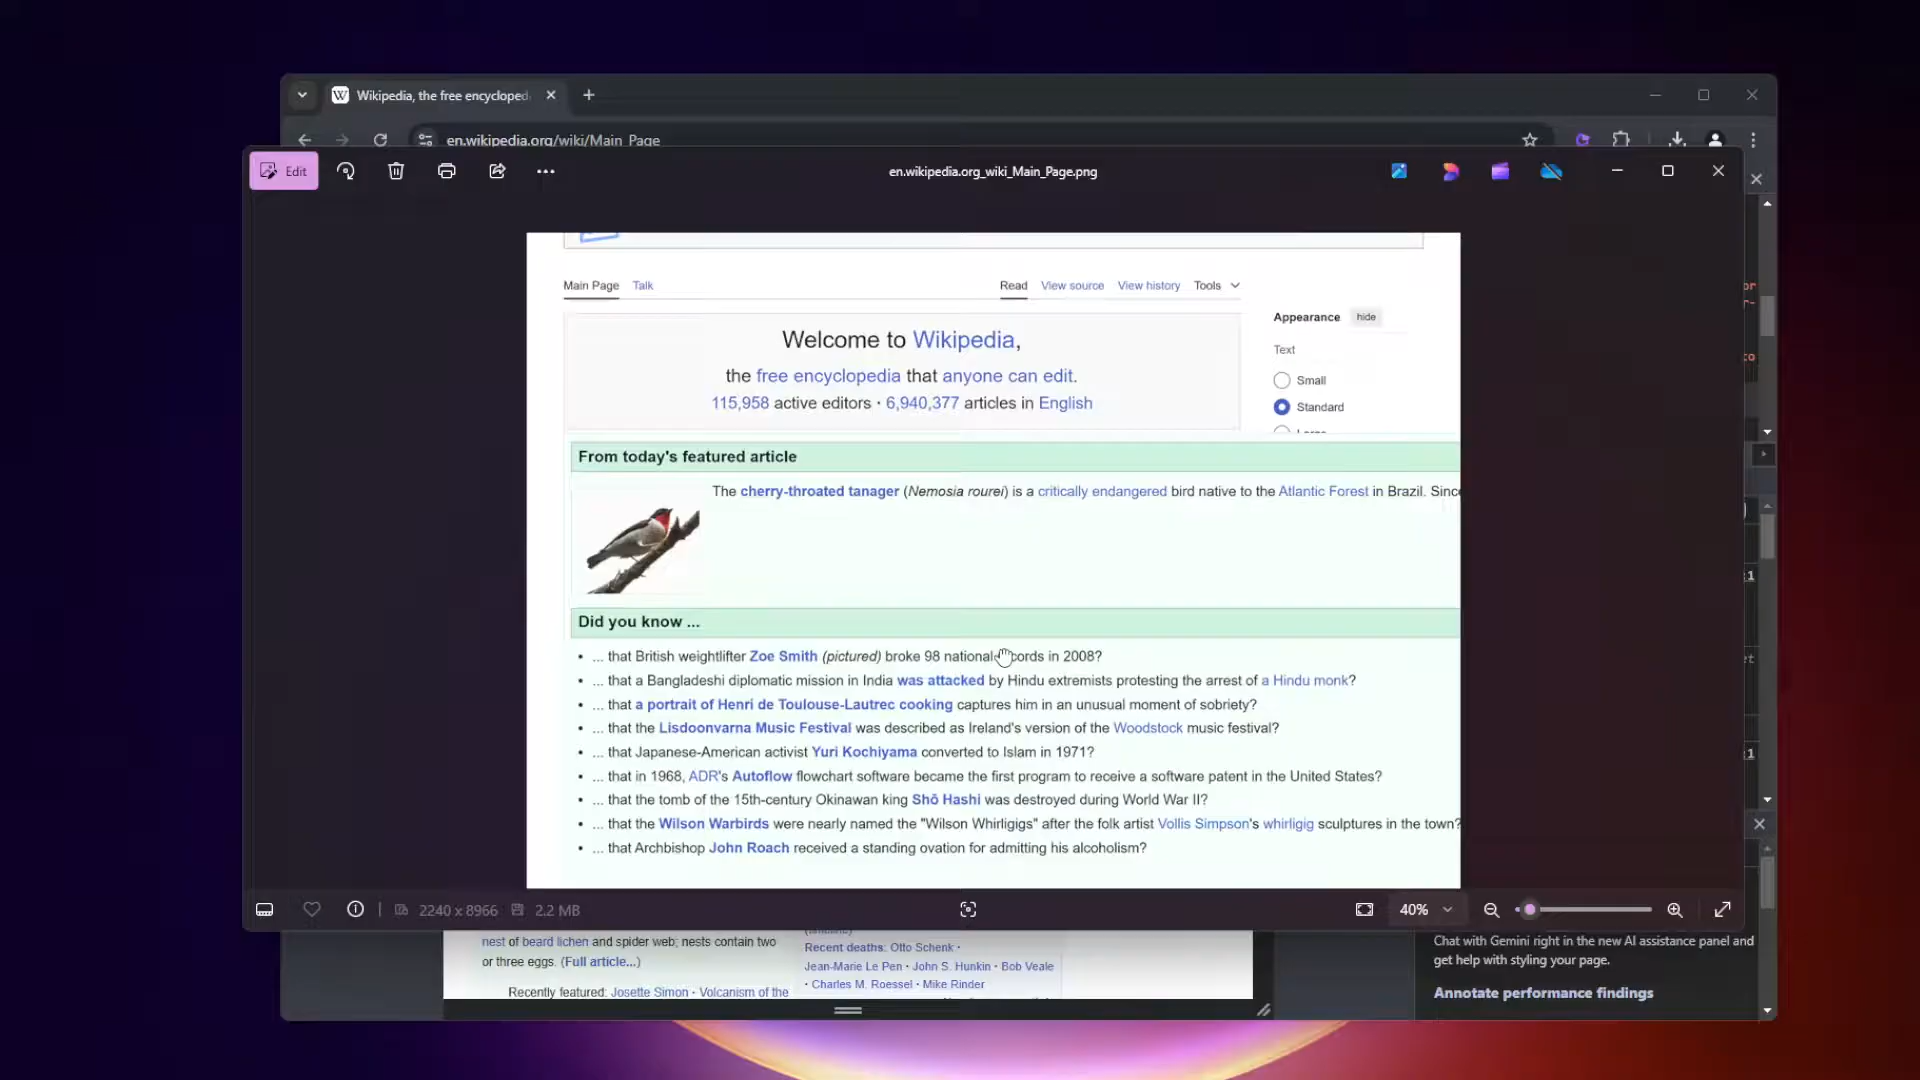 Wikipedia, the free encycloped
en.wikipedia.org/wiki/Main_Page
Edit
en.wikipedia.org_wiki_Main_Page.png
Main Page Talk
Read View source View history Tools
Appearance hide
Text
Small
Standard
Welcome to Wikipedia,
the free encyclopedia that anyone can edit.
115,958 active editors · 6,940,377 articles in English
From today's featured article
The cherry-throated tanager (Nemosia rourei) is a critically endangered bird native to the Atlantic Forest in Brazil. Since
Did you know ...
• ... that British weightlifter Zoe Smith (pictured) broke 98 national records in 2008?
• ... that a Bangladeshi diplomatic mission in India was attacked by Hindu extremists protesting the arrest of a Hindu monk?
• ... that a portrait of Henri de Toulouse-Lautrec cooking captures him in an unusual moment of sobriety?
• ... that the Lisdoonvarna Music Festival was described as Ireland's version of the Woodstock music festival?
• ... that Japanese-American activist Yuri Kochiyama converted to Islam in 1971?
• ... that in 1968, ADR's Autoflow flowchart software became the first program to receive a software patent in the United States?
• ... that the tomb of the 15th-century Okinawan king Shō Hashi was destroyed during World War II?
• ... that the Wilson Warbirds were nearly named the "Wilson Whirligigs" after the folk artist Vollis Simpson's whirligig sculptures in the town?
• ... that Archbishop John Roach received a standing ovation for admitting his alcoholism?
2240 x 8966 2.2 MB
40%
nest of beard lichen and spider web; nests contain two
or three eggs. (Full article...)
Recently featured: Josette Simon · Volcanism of the
Recent deaths: Otto Schenk ·
Jean-Marie Le Pen · John S. Hunkin · Bob Veale
· Charles M. Roessel · Mike Rinder
Chat with Gemini right in the new AI assistance panel and
get help with styling your page.
Annotate performance findings